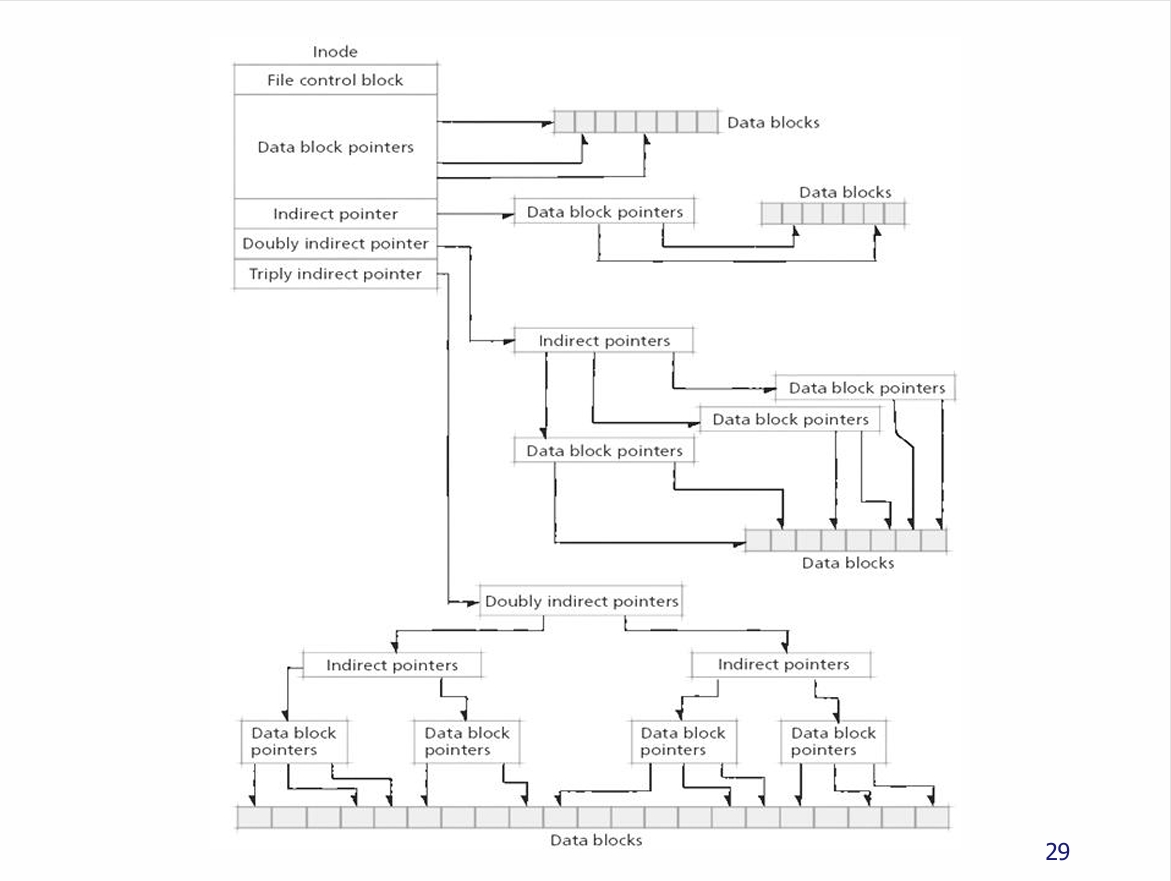 Inode
File control block
Data block pointers
Data blocks
Data blocks
Indirect pointer
Data block pointers
Doubly indirect pointer
Triply indirect pointer
Indirect pointers
Data block pointers
Data block pointers
Data block pointers
Data blocks
Doubly indirect pointers
Indirect pointers
Indirect pointers
Data block
pointers
Data block
pointers
Data block
pointers
Data block
pointers
Data blocks
29